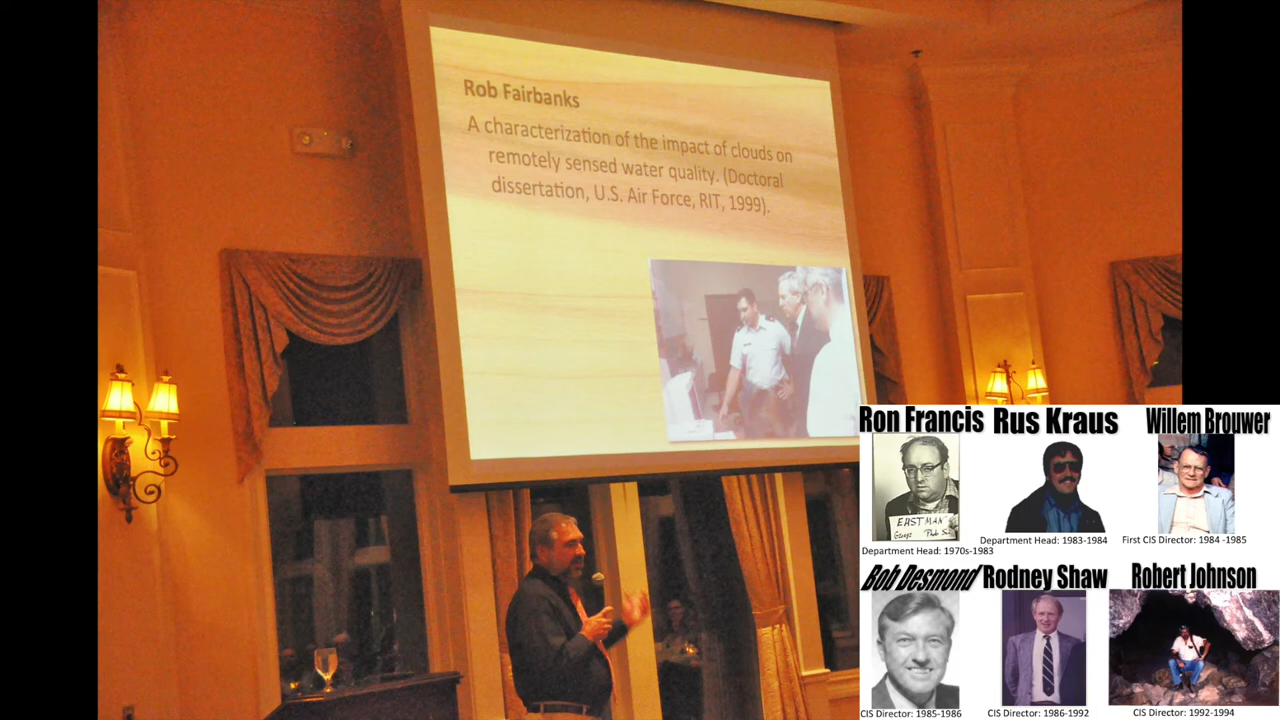 Rob Fairbanks
A characterization of the impact of clouds on
remotely sensed water quality. (Doctoral
dissertation, U.S. Air Force, RIT, 1999).
Ron Francis
Rus Kraus
Willem Brouwer
EASTMAN
George
Department Head: 1970s-1983
Department Head: 1983-1984
First CIS Director: 1984 -1985
Bob Desmond
Rodney Shaw
Robert Johnson
CIS Director: 1985-1986
CIS Director: 1986-1992
CIS Director: 1992-1994